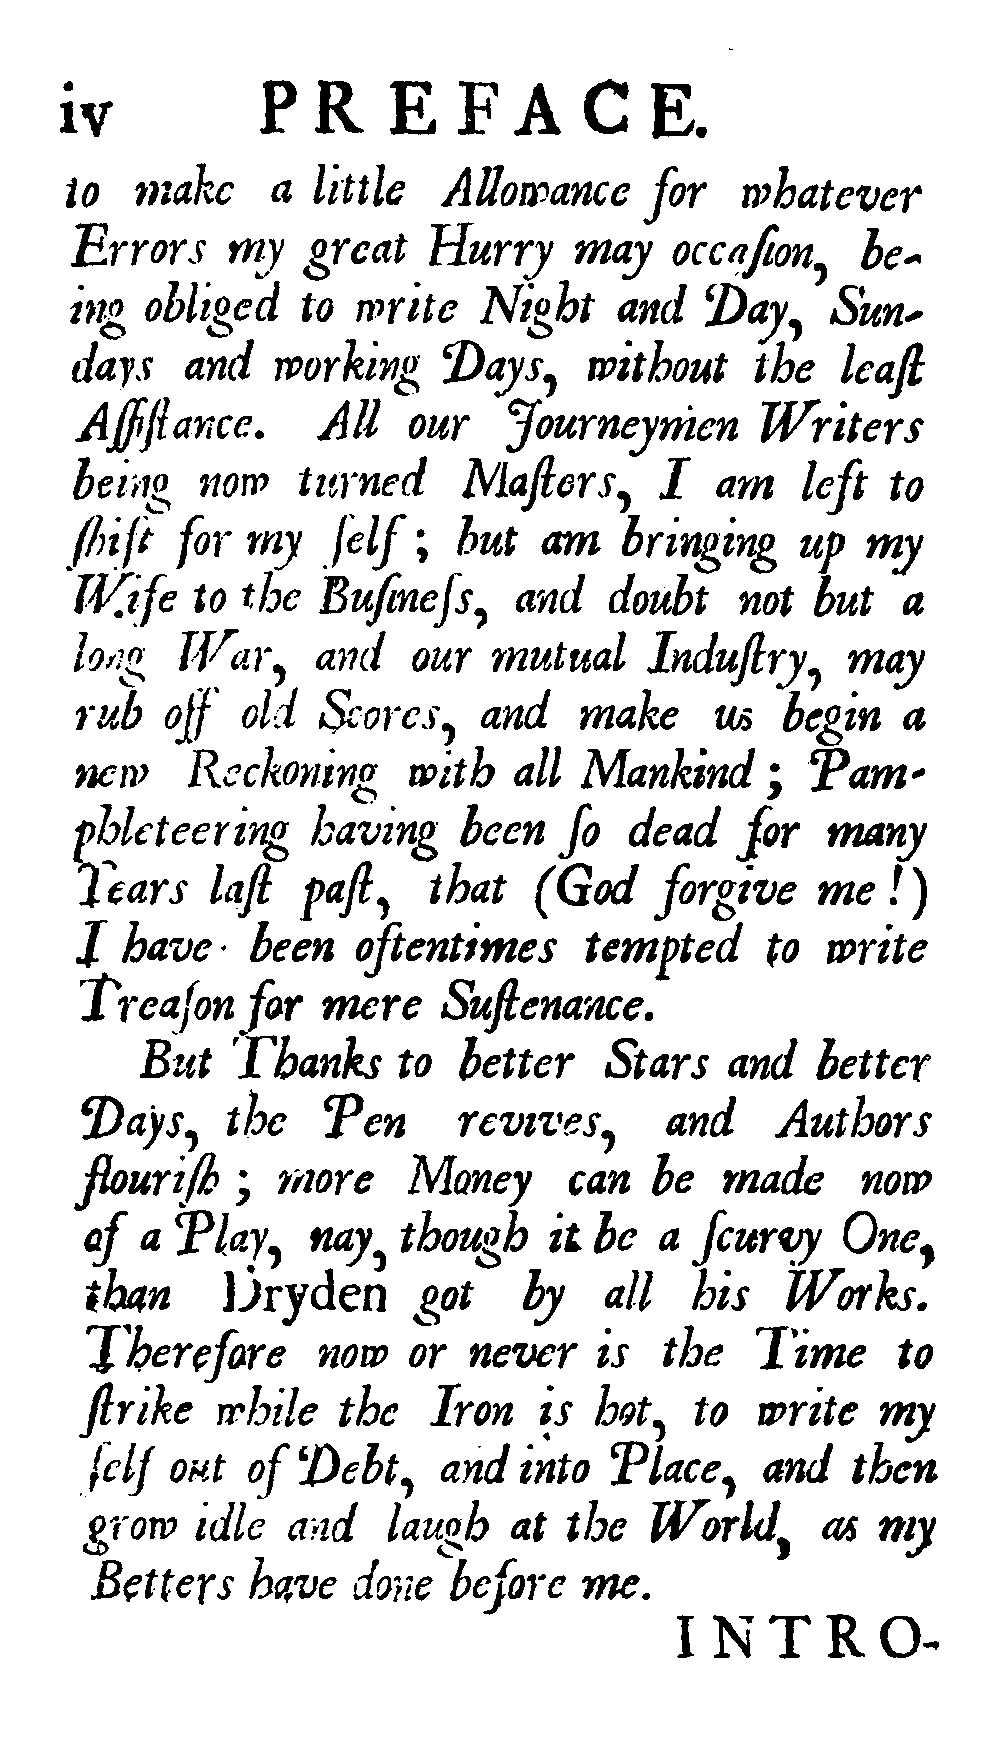 iv PREFACE.
to make a little Allowance for whatever
Errors my great Hurry may occaſion, be-
ing obliged to write Night and Day, Sun-
days and working Days, without the leaſt
Aſſiſtance. All our Journeymen Writers
being now turned Maſters, I am left to
ſhift for my ſelf; but am bringing up my
Wife to the Buſineſs, and doubt not but a
long War, and our mutual Induſtry, may
rub off old Scores, and make us begin a
new Reckoning with all Mankind; Pam-
phleteering having been ſo dead for many
Years laſt paſt, that (God forgive me!)
I have been oftentimes tempted to write
Treaſon for mere Suſtenance.
But Thanks to better Stars and better
Days, the Pen revives, and Authors
flouriſh; more Money can be made now
of a Play, nay, though it be a ſcurvy One,
than Dryden got by all his Works.
Therefore now or never is the Time to
ſtrike while the Iron is hot, to write my
ſelf out of Debt, and into Place, and then
grow idle and laugh at the World, as my
Betters have done before me.
INTRO-